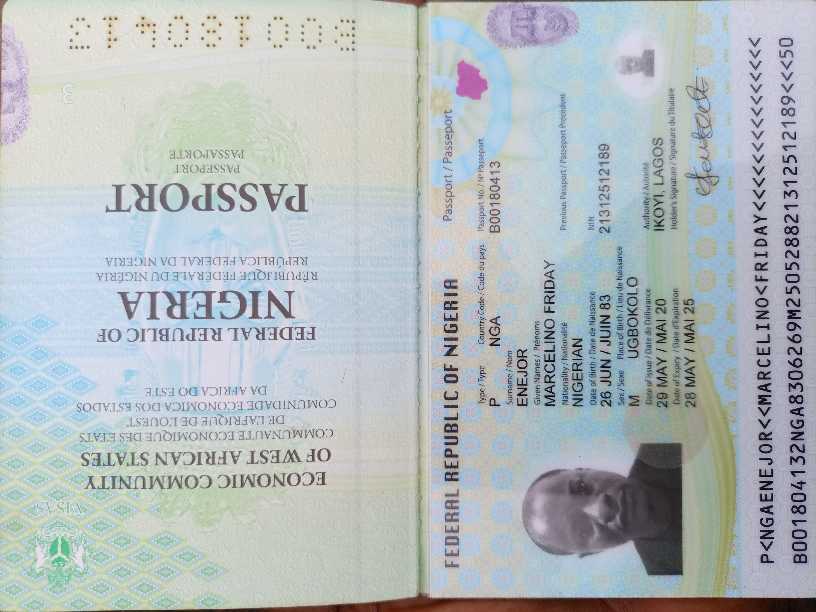 B00180413
3
PASSAPORTE
PASSEPORT
PASSPORT
REPÚBLICA FEDERAL DA NIGERIA
RÉPUBLIQUE FEDERALE DU NIGÉRIA
NIGERIA
FEDERAL REPUBLIC OF
DA AFRICA DO ESTE
COMUNIDADE ECONOMICA DOS ESTADOS
DE L'AFRIQUE DE L'OUEST
COMMUNAUTE ECONOMIQUE DES ETATS
OF WEST AFRICAN STATES
ECONOMIC COMMUNITY
VISAS
FEDERAL REPUBLIC OF NIGERIA
Passport / Passeport
Type / Type
Country Code / Code du pays
Passport No. / Nº Passeport
P
NGA
B00180413
Surname / Nom
ENEJOR
Given Names / Prénoms
MARCELINO FRIDAY
Nationality / Nationalité
Previous Passport / Passeport Précédent
NIGERIAN
Date of Birth / Date de Naissance
NIN
26 JUN / JUIN 83
21312512189
Sex / Sexe
Place of Birth / Lieu de Naissance
M
UGBOKOLO
Date of Issue / Date de Délivrance
Authority / Autorité
29 MAY / MAI 20
IKOYI, LAGOS
Date of Expiry / Date d'Expiration
Holder's Signature / Signature du Titulaire
28 MAY / MAI 25
P<NGAENEJOR<<MARCELINO<FRIDAY<<<<<<<<<<<<<<<
B001804132NGA8306269M250528821312512189<<<50